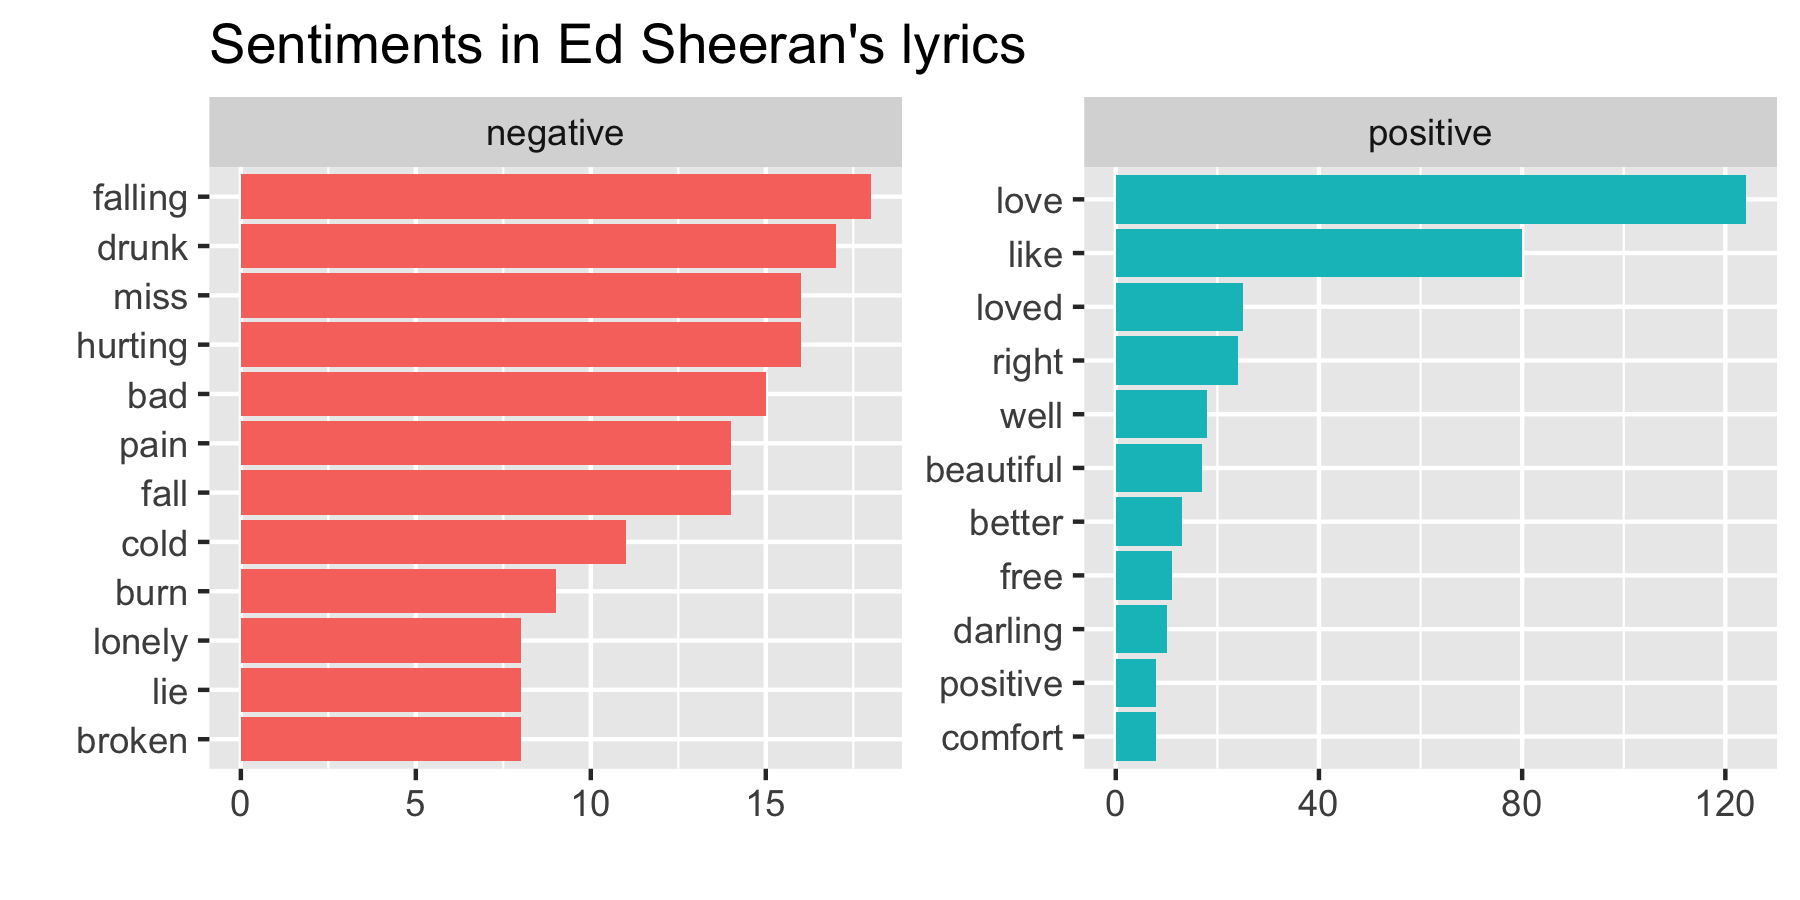 Sentiments in Ed Sheeran's lyrics
negative
falling
drunk
miss
hurting
bad
pain
fall
cold
burn
lonely
lie
broken
0 5 10 15
positive
love
like
loved
right
well
beautiful
better
free
darling
positive
comfort
0 40 80 120